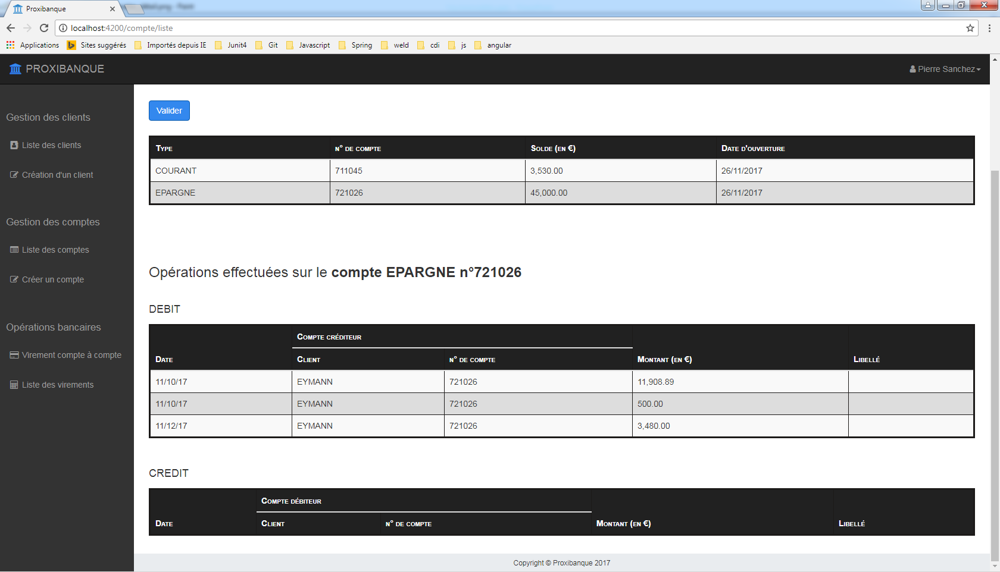 Proxibanque
localhost:4200/compte/liste
Applications Sites suggérés Importés depuis IE Junit4 Git Javascript Spring weld cdi js angular
PROXIBANQUE
Pierre Sanchez
Gestion des clients
Liste des clients
Création d'un client
Gestion des comptes
Liste des comptes
Créer un compte
Opérations bancaires
Virement compte à compte
Liste des virements
Valider
Type n° de compte Solde (en €) Date d'ouverture
COURANT 711045 3,530.00 26/11/2017
EPARGNE 721026 45,000.00 26/11/2017
Opérations effectuées sur le compte EPARGNE n°721026
DEBIT
Compte créditeur
Date Client n° de compte Montant (en €) Libellé
11/10/17 EYMANN 721026 11,908.89
11/10/17 EYMANN 721026 500.00
11/12/17 EYMANN 721026 3,480.00
CREDIT
Compte débiteur
Date Client n° de compte Montant (en €) Libellé
Copyright © Proxibanque 2017